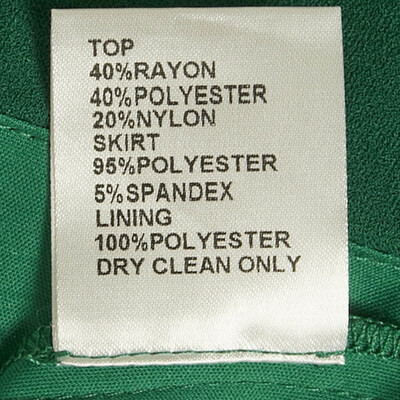 TOP
40%RAYON
40%POLYESTER
20%NYLON
SKIRT
95%POLYESTER
5%SPANDEX
LINING
100%POLYESTER
DRY CLEAN ONLY